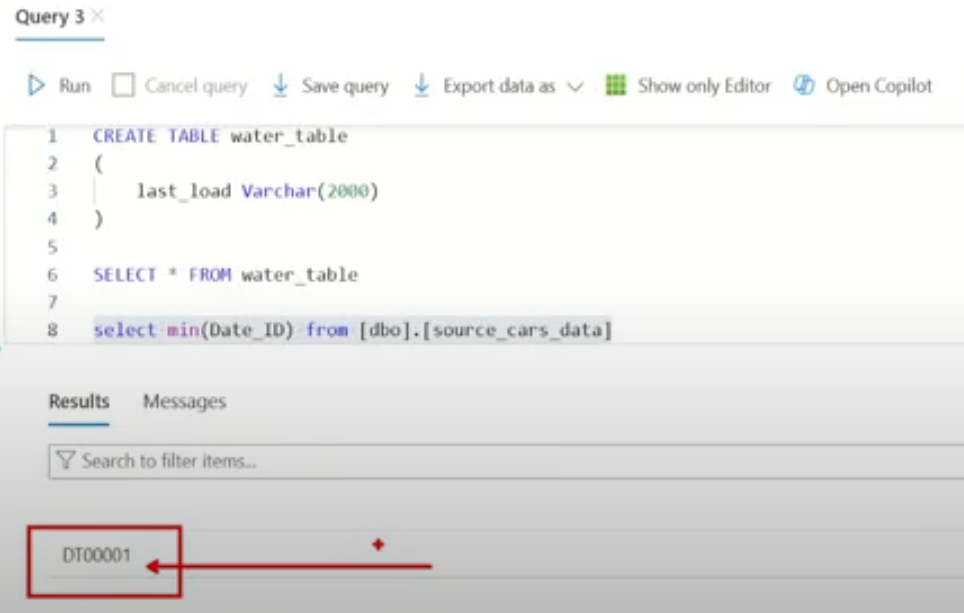 Query 3
Run Cancel query Save query Export data as Show only Editor Open Copilot
1 CREATE TABLE water_table
2 (
3 last_load Varchar(2000)
4 )
5
6 SELECT * FROM water_table
7
8 select min(Date_ID) from [dbo].[source_cars_data]
Results Messages
Search to filter items...
DT00001